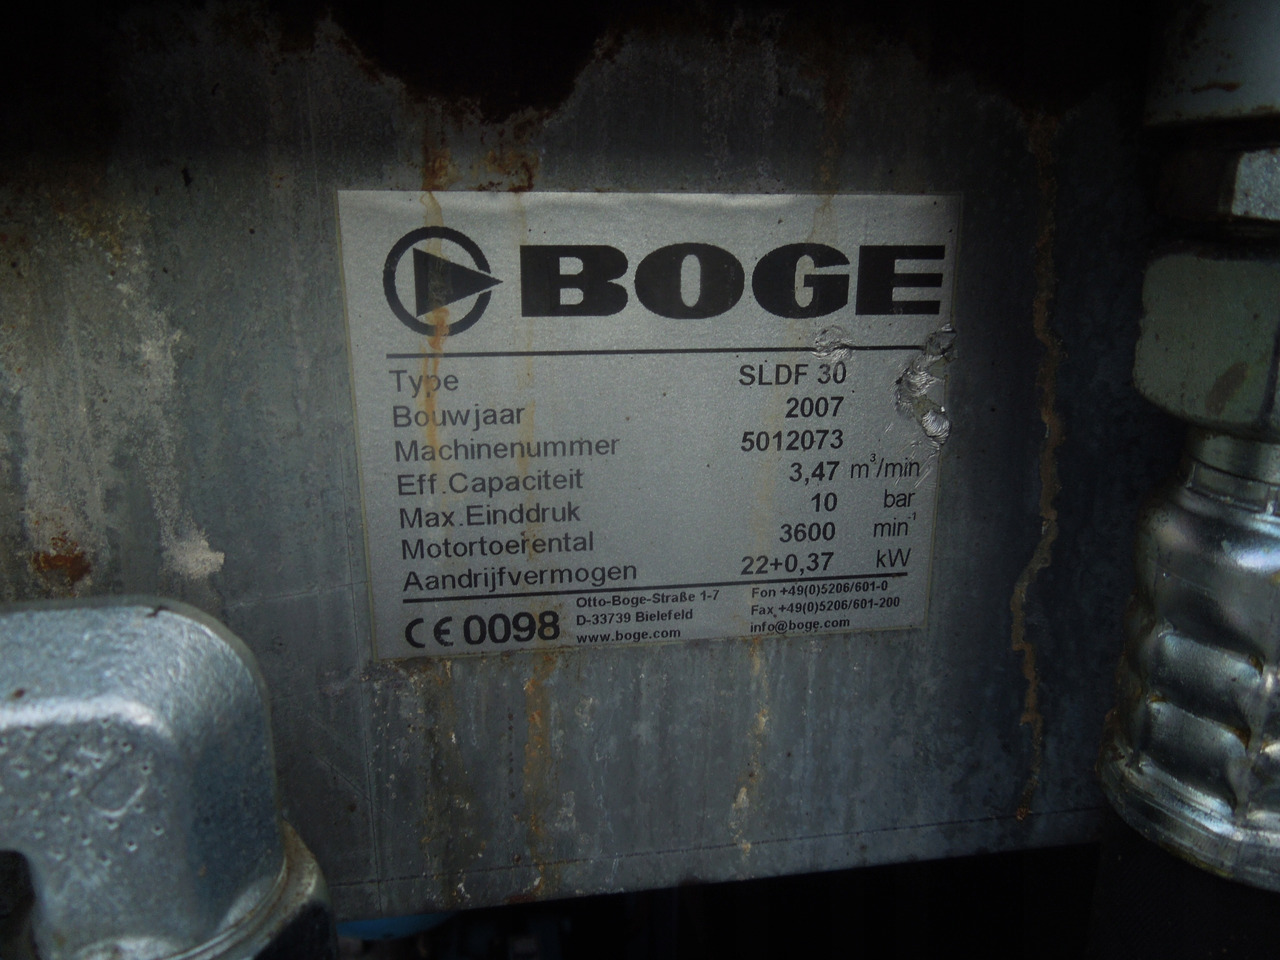 BOGE
Type SLDF 30
Bouwjaar 2007
Machinenummer 5012073
Eff.Capaciteit 3,47 m³/min
Max.Einddruk 10 bar
Motortoerental 3600 min⁻¹
Aandrijfvermogen 22+0,37 kW
CE 0098
Otto-Boge-Straße 1-7
D-33739 Bielefeld
www.boge.com
Fon +49(0)5206/601-0
Fax +49(0)5206/601-200
info@boge.com